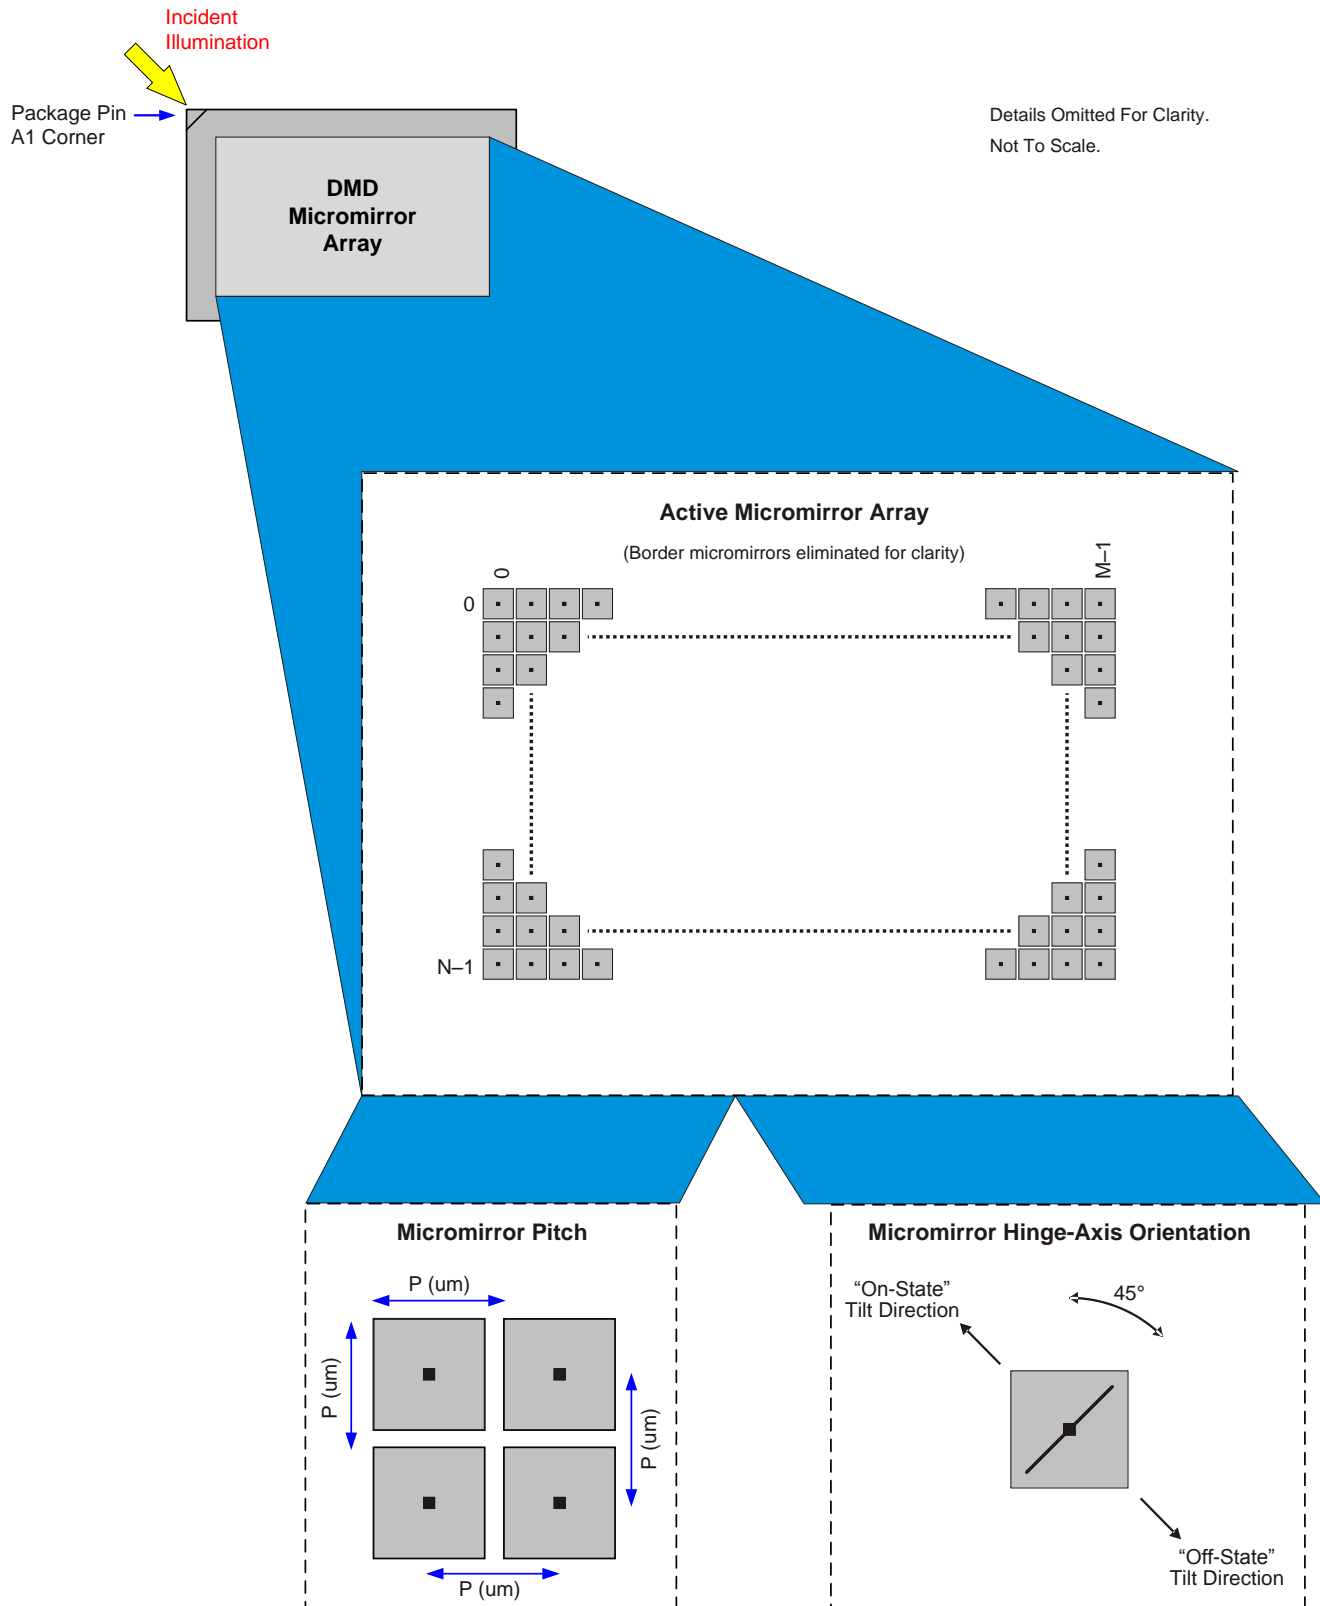 Incident
Illumination
Package Pin
A1 Corner
Details Omitted For Clarity.
Not To Scale.
DMD
Micromirror
Array
Active Micromirror Array
(Border micromirrors eliminated for clarity)
0
M–1
0
N–1
Micromirror Pitch
P (um)
P (um)
P (um)
P (um)
Micromirror Hinge-Axis Orientation
“On-State”
Tilt Direction
45°
“Off-State”
Tilt Direction